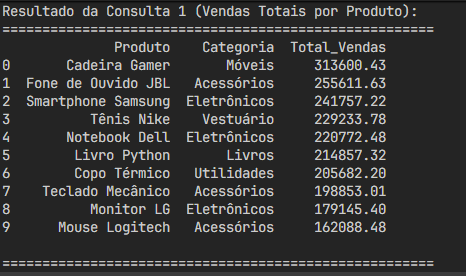 Resultado da Consulta 1 (Vendas Totais por Produto):
======================================================
Produto Categoria Total_Vendas
0 Cadeira Gamer Móveis 313600.43
1 Fone de Ouvido JBL Acessórios 255611.63
2 Smartphone Samsung Eletrônicos 241757.22
3 Tênis Nike Vestuário 229233.78
4 Notebook Dell Eletrônicos 220772.48
5 Livro Python Livros 214857.32
6 Copo Térmico Utilidades 205682.20
7 Teclado Mecânico Acessórios 198853.01
8 Monitor LG Eletrônicos 179145.40
9 Mouse Logitech Acessórios 162088.48
======================================================